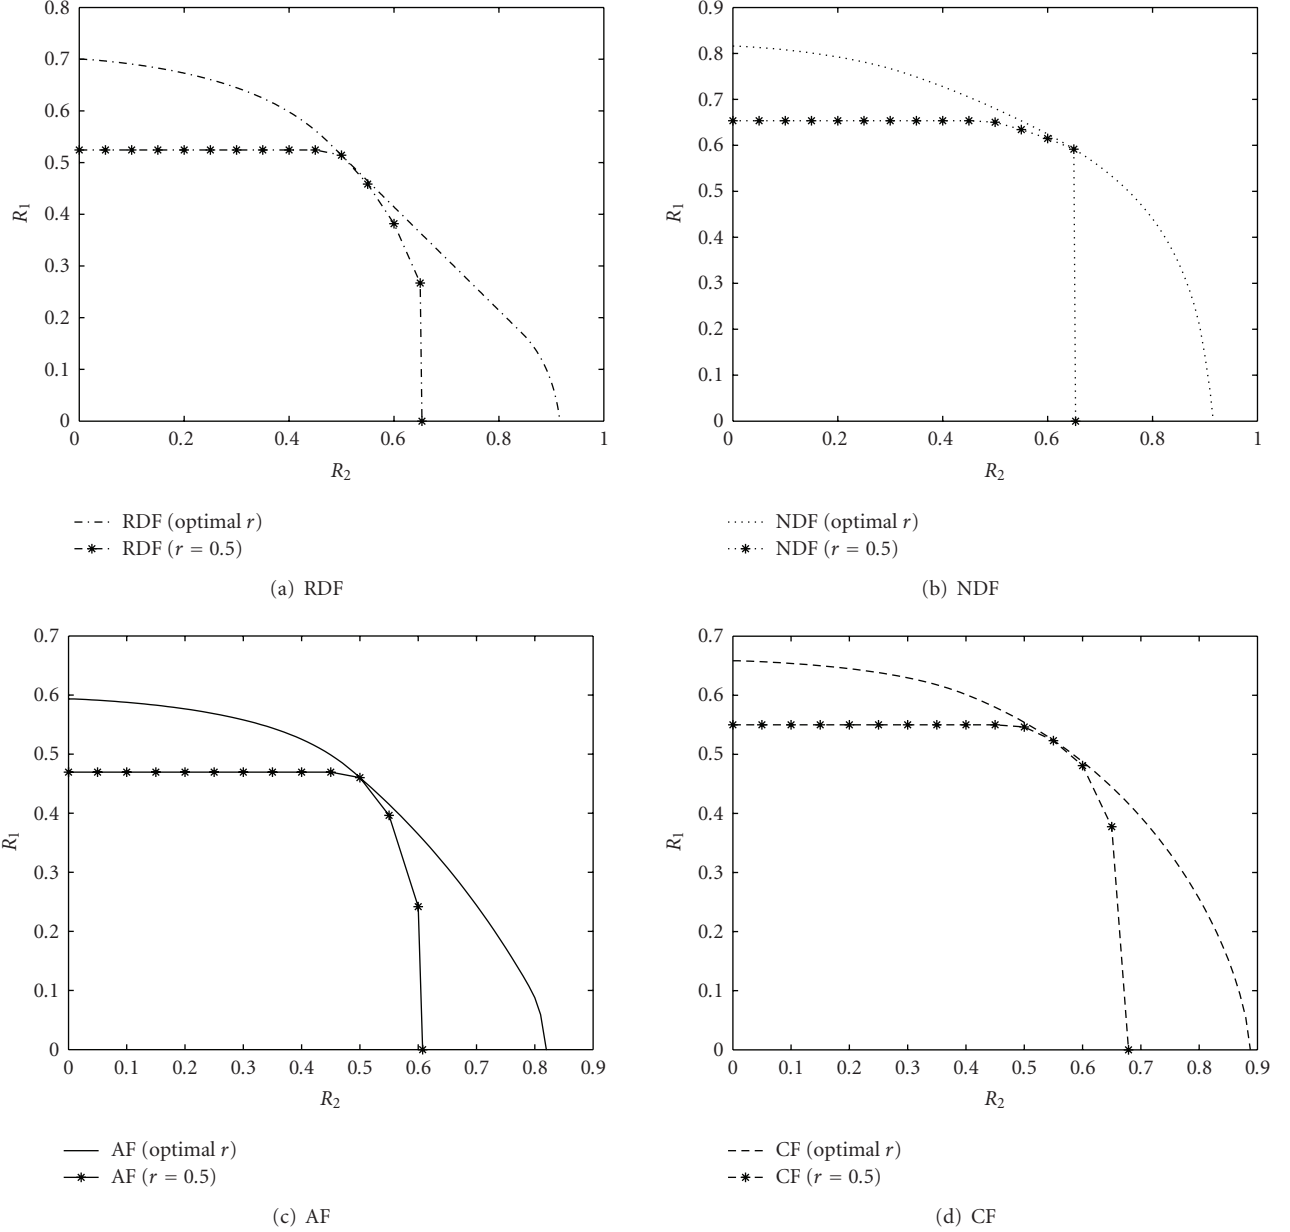 0.8
0.7
0.6
0.5
0.4
0.3
0.2
0.1
0
R1
0 0.2 0.4 0.6 0.8 1
R2
RDF (optimal r)
RDF (r = 0.5)
(a) RDF
0.9
0.8
0.7
0.6
0.5
0.4
0.3
0.2
0.1
0
R1
0 0.2 0.4 0.6 0.8 1
R2
NDF (optimal r)
NDF (r = 0.5)
(b) NDF
0.7
0.6
0.5
0.4
0.3
0.2
0.1
0
R1
0 0.1 0.2 0.3 0.4 0.5 0.6 0.7 0.8 0.9
R2
AF (optimal r)
AF (r = 0.5)
(c) AF
0.7
0.6
0.5
0.4
0.3
0.2
0.1
0
R1
0 0.1 0.2 0.3 0.4 0.5 0.6 0.7 0.8 0.9
R2
CF (optimal r)
CF (r = 0.5)
(d) CF